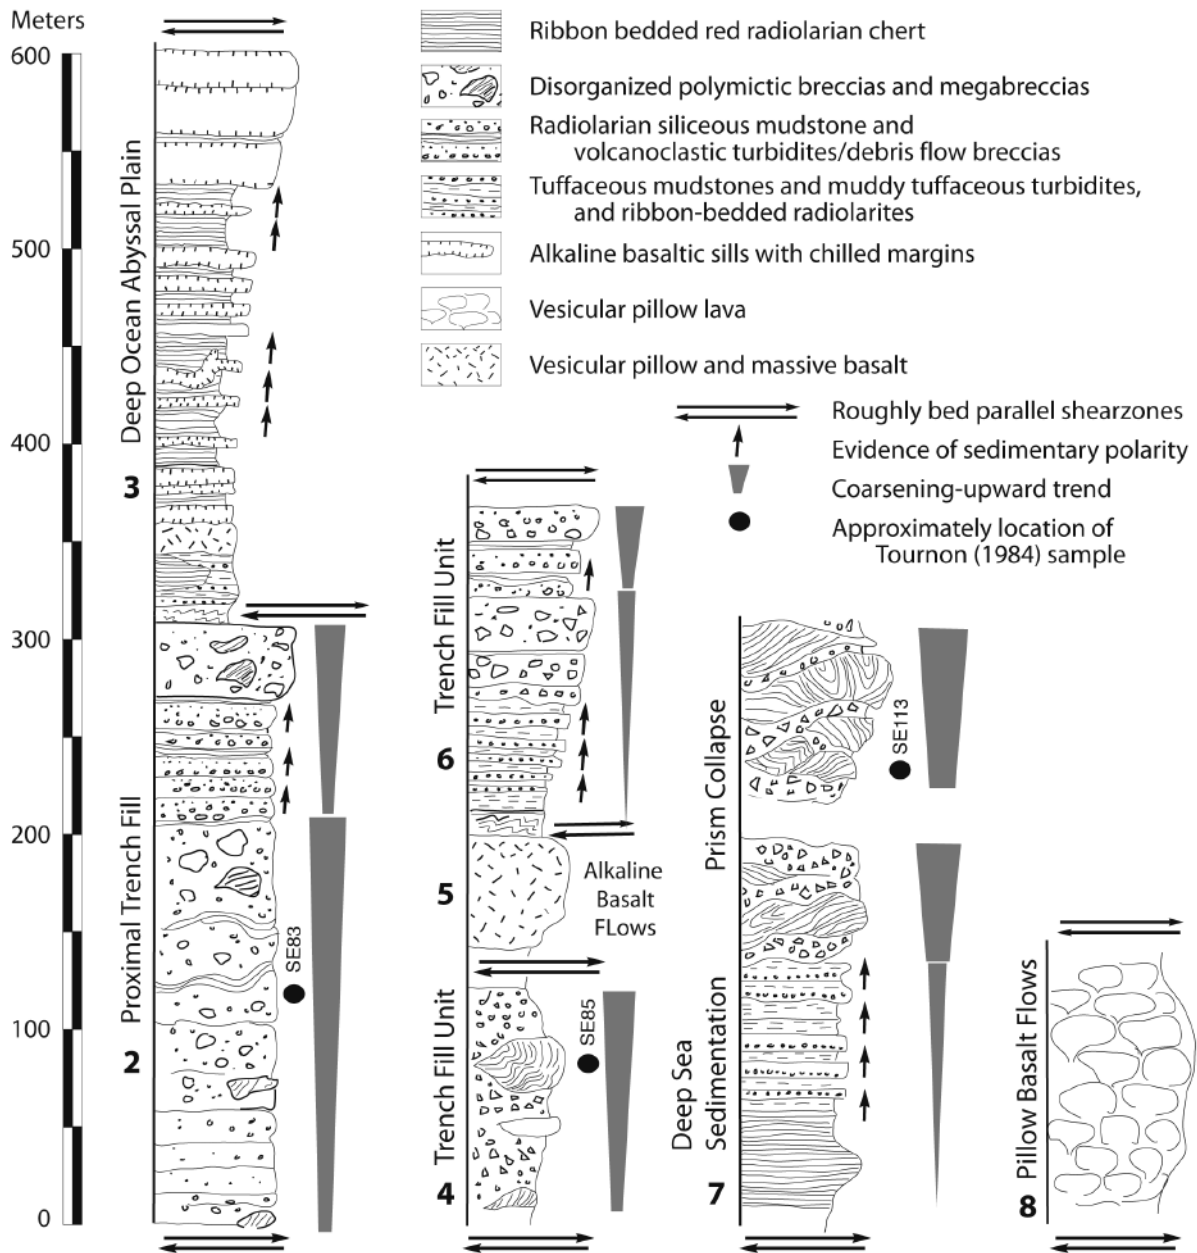 Meters
600
500
400
300
200
100
0
Deep Ocean Abyssal Plain
3
Proximal Trench Fill
2
SE83
Ribbon bedded red radiolarian chert
Disorganized polymictic breccias and megabreccias
Radiolarian siliceous mudstone and
volcanoclastic turbidites/debris flow breccias
Tuffaceous mudstones and muddy tuffaceous turbidites,
and ribbon-bedded radiolarites
Alkaline basaltic sills with chilled margins
Vesicular pillow lava
Vesicular pillow and massive basalt
Roughly bed parallel shearzones
Evidence of sedimentary polarity
Coarsening-upward trend
Approximately location of
Tournon (1984) sample
Trench Fill Unit
6
5
Alkaline
Basalt
FLows
Trench Fill Unit
4
SE85
Prism Collapse
SE113
Deep Sea
Sedimentation
7
Pillow Basalt Flows
8